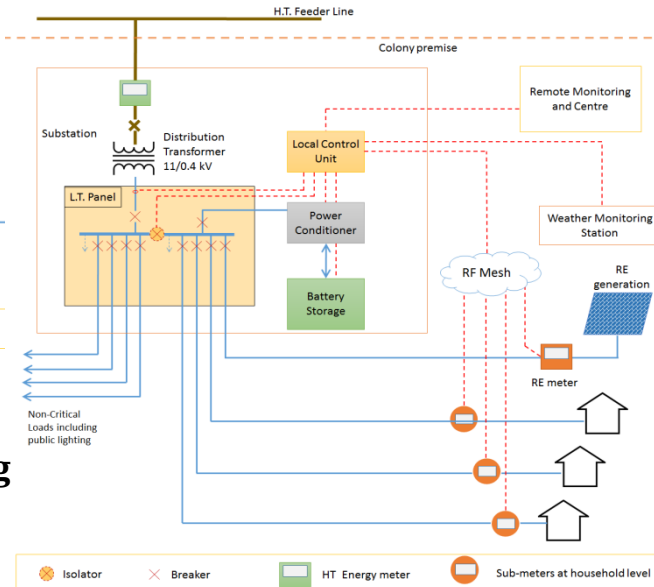 H.T. Feeder Line
Colony premise
Substation
Distribution
Transformer
11/0.4 kV
Local Control
Unit
Remote Monitoring
and Centre
L.T. Panel
Power
Conditioner
Weather Monitoring
Station
RF Mesh
RE
generation
Battery
Storage
RE meter
Non-Critical
Loads including
public lighting
g
Isolator
Breaker
HT Energy meter
Sub-meters at household level